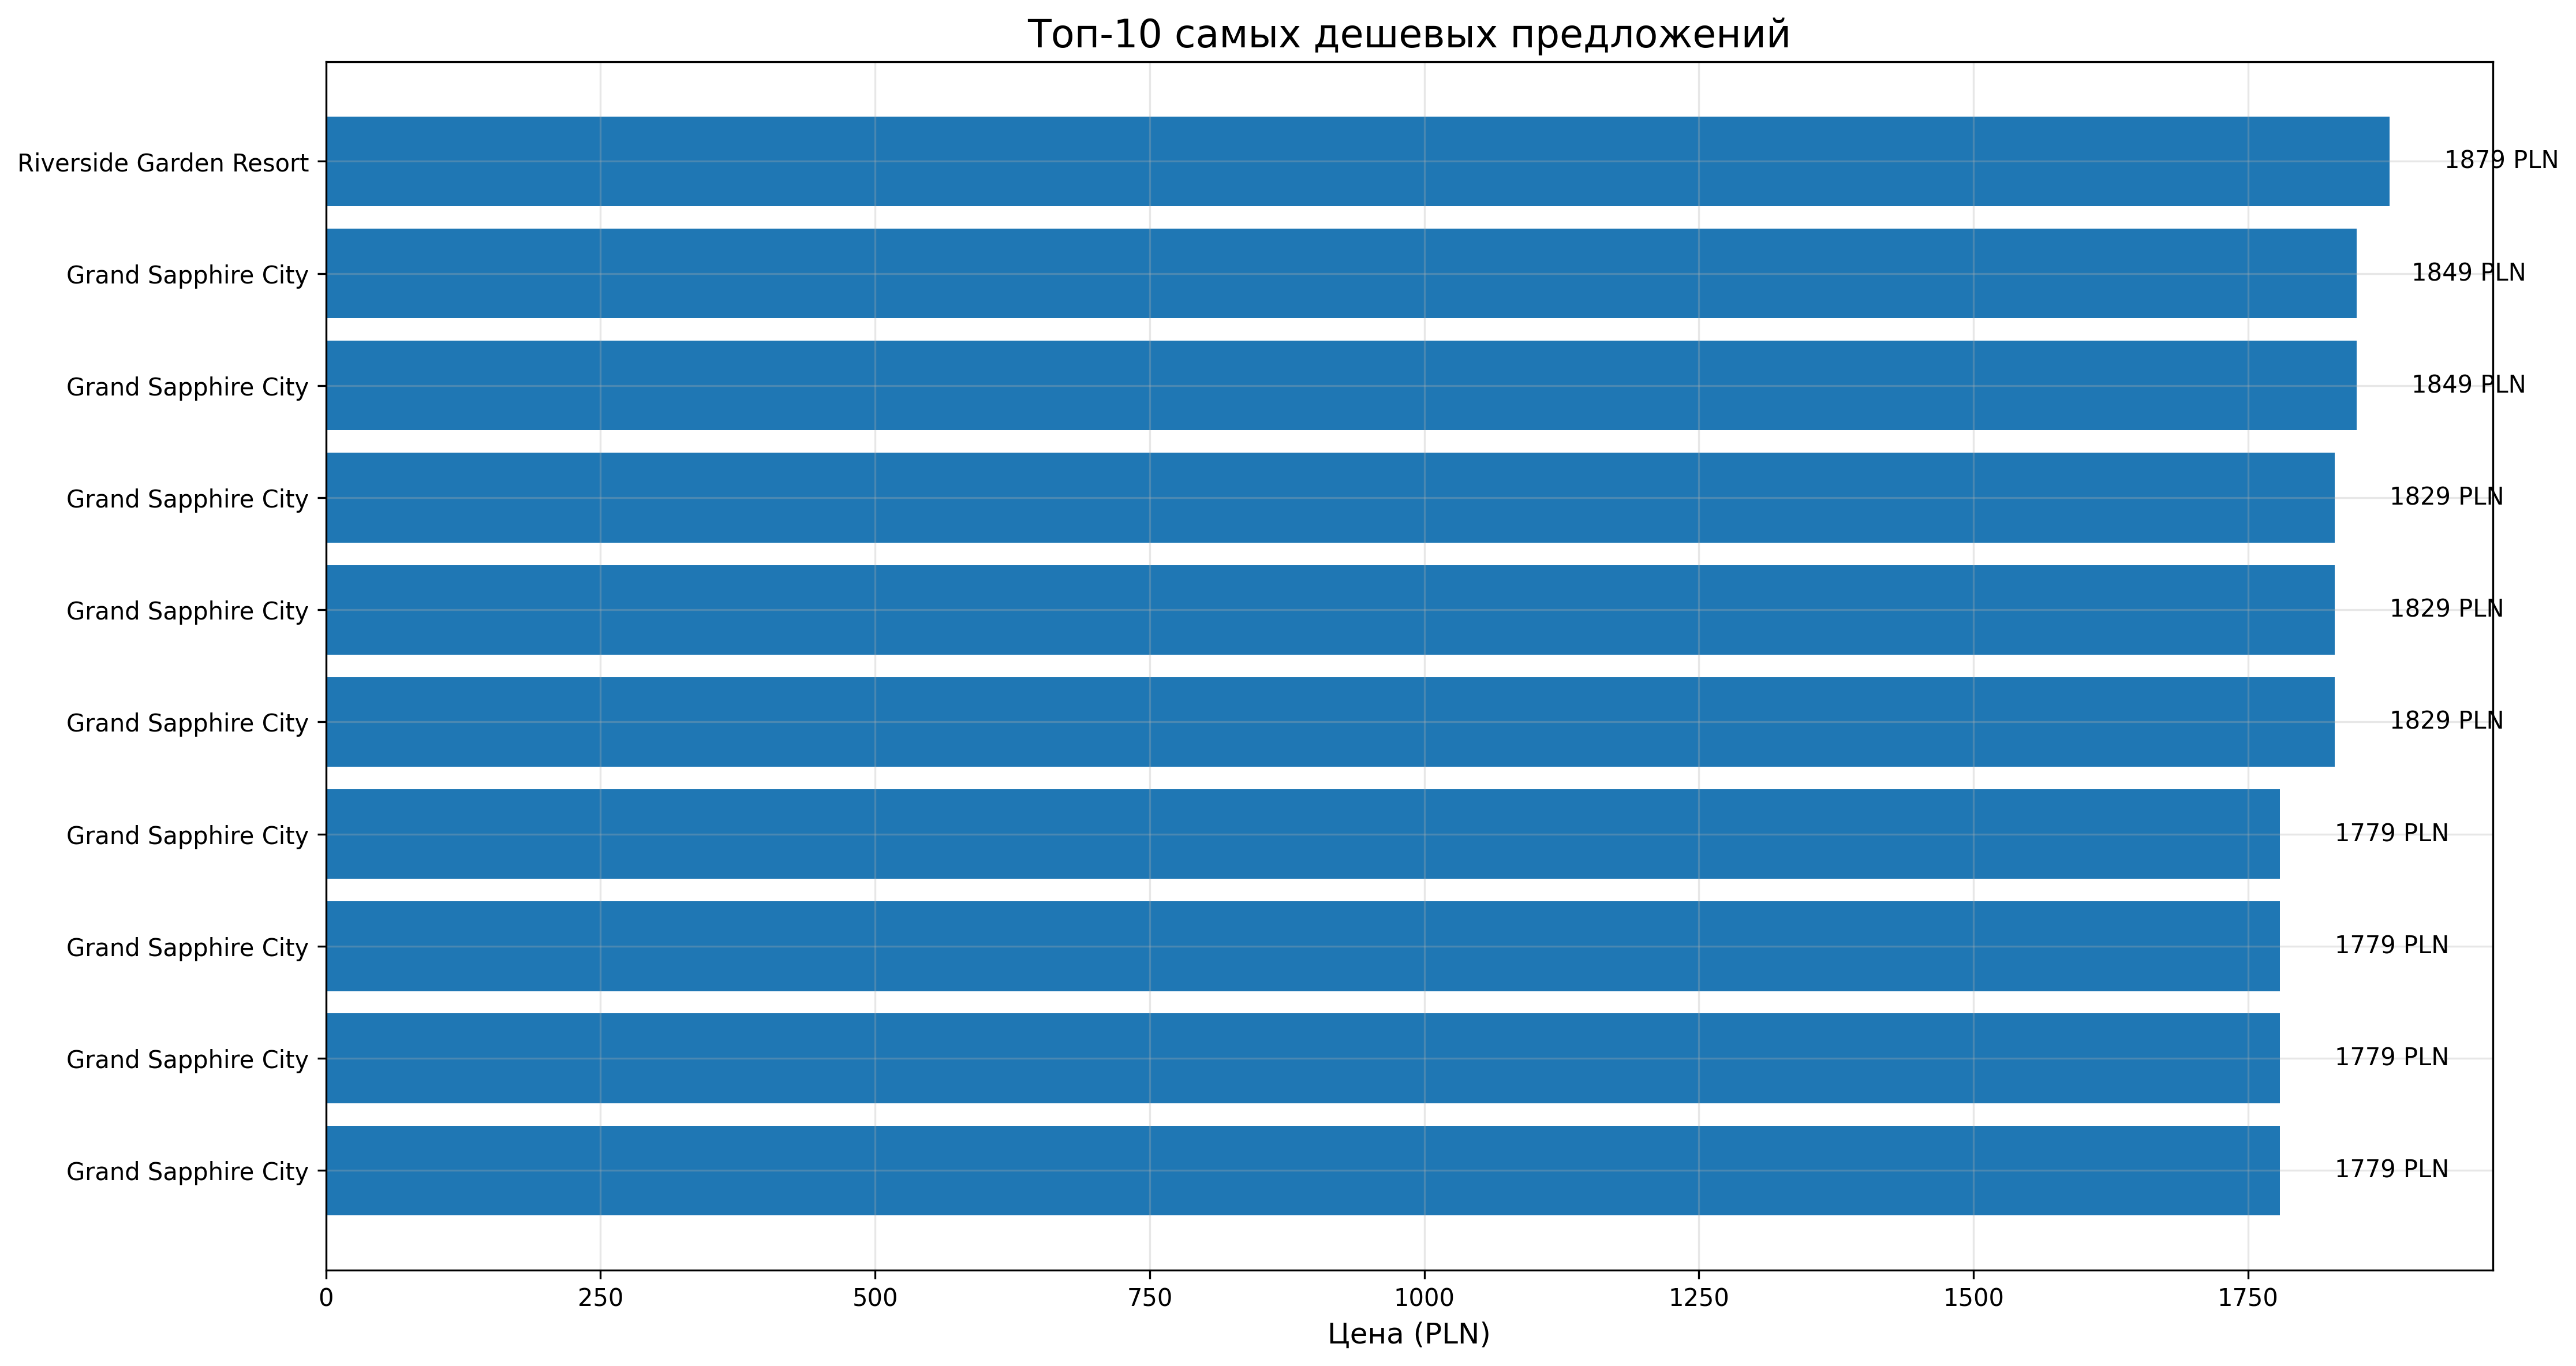 Топ-10 самых дешевых предложений
Riverside Garden Resort 1879 PLN
Grand Sapphire City 1849 PLN
Grand Sapphire City 1849 PLN
Grand Sapphire City 1829 PLN
Grand Sapphire City 1829 PLN
Grand Sapphire City 1829 PLN
Grand Sapphire City 1779 PLN
Grand Sapphire City 1779 PLN
Grand Sapphire City 1779 PLN
Grand Sapphire City 1779 PLN
0 250 500 750 1000 1250 1500 1750
Цена (PLN)